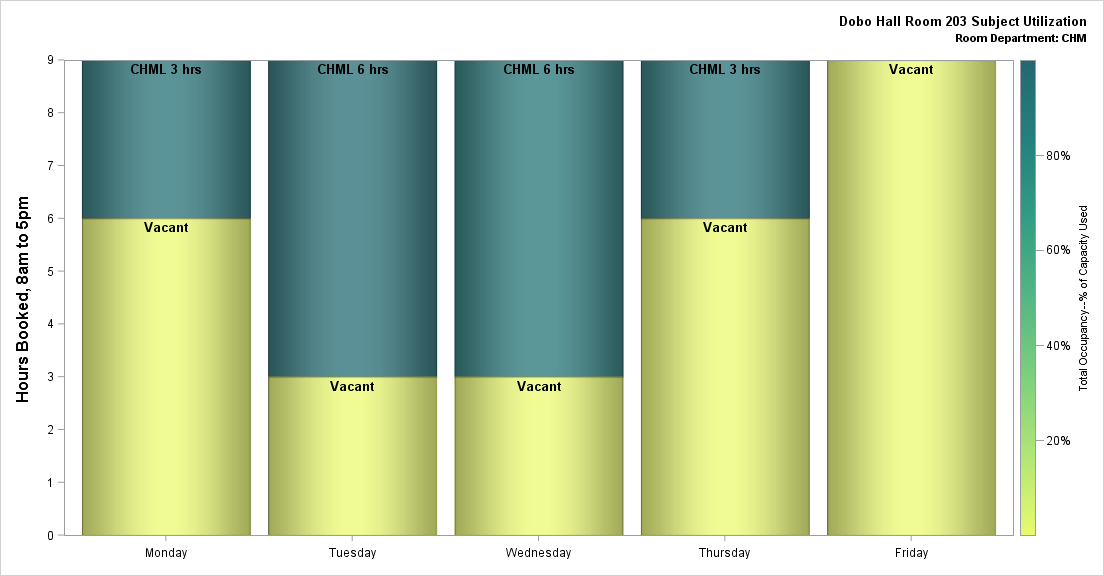 Dobo Hall Room 203 Subject Utilization
Room Department: CHM
Hours Booked, 8am to 5pm
9
8
7
6
5
4
3
2
1
0
CHML 3 hrs
Vacant
CHML 6 hrs
Vacant
CHML 6 hrs
Vacant
CHML 3 hrs
Vacant
Vacant
Monday
Tuesday
Wednesday
Thursday
Friday
80%
60%
40%
20%
Total Occupancy--% of Capacity Used